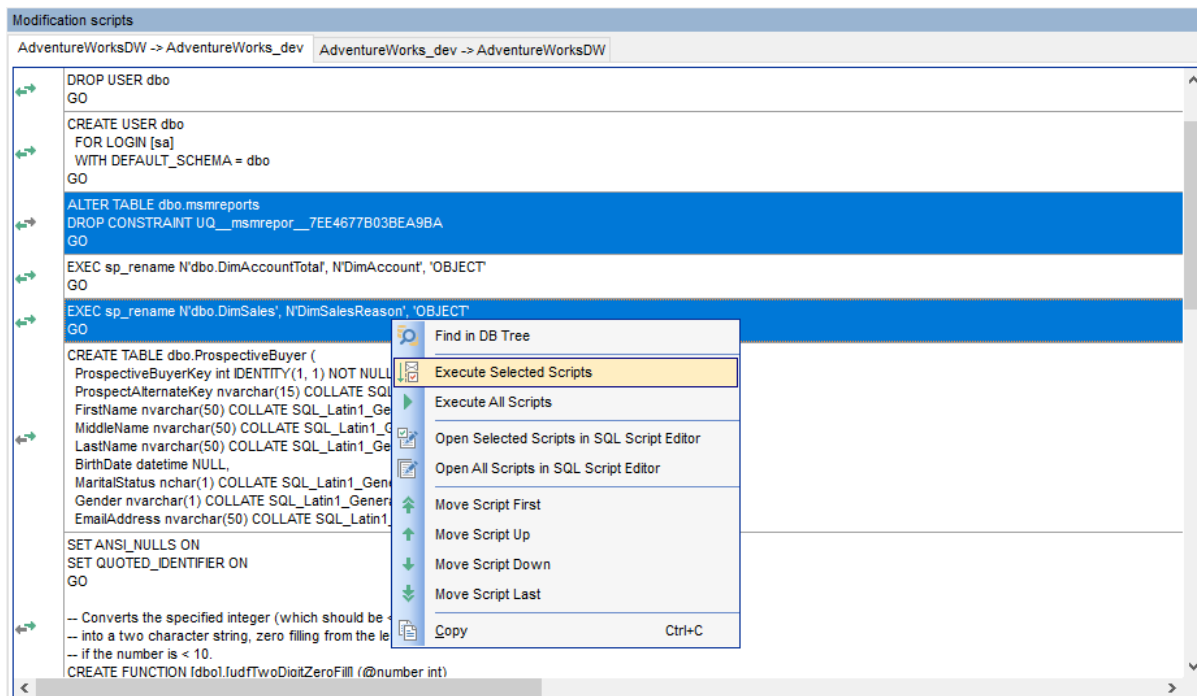 Modification scripts
AdventureWorksDW -> AdventureWorks_dev
AdventureWorks_dev -> AdventureWorksDW
DROP USER dbo
GO
CREATE USER dbo
FOR LOGIN [sa]
WITH DEFAULT_SCHEMA = dbo
GO
ALTER TABLE dbo.msmreports
DROP CONSTRAINT UQ__msmrepor__7EE4677B03BEA9BA
GO
EXEC sp_rename N'dbo.DimAccountTotal', N'DimAccount', 'OBJECT'
GO
EXEC sp_rename N'dbo.DimSales', N'DimSalesReason', 'OBJECT'
GO
CREATE TABLE dbo.ProspectiveBuyer (
ProspectiveBuyerKey int IDENTITY(1, 1) NOT NULL
ProspectAlternateKey nvarchar(15) COLLATE SQL
FirstName nvarchar(50) COLLATE SQL_Latin1_Ge
MiddleName nvarchar(50) COLLATE SQL_Latin1_G
LastName nvarchar(50) COLLATE SQL_Latin1_Ge
BirthDate datetime NULL,
MaritalStatus nchar(1) COLLATE SQL_Latin1_Gen
Gender nvarchar(1) COLLATE SQL_Latin1_Genera
EmailAddress nvarchar(50) COLLATE SQL_Latin1_
SET ANSI_NULLS ON
SET QUOTED_IDENTIFIER ON
GO
-- Converts the specified integer (which should be <
-- into a two character string, zero filling from the le
-- if the number is < 10.
CREATE FUNCTION [dbo].[udfTwoDigitZeroFill] (@number int)
Find in DB Tree
Execute Selected Scripts
Execute All Scripts
Open Selected Scripts in SQL Script Editor
Open All Scripts in SQL Script Editor
Move Script First
Move Script Up
Move Script Down
Move Script Last
Copy Ctrl+C